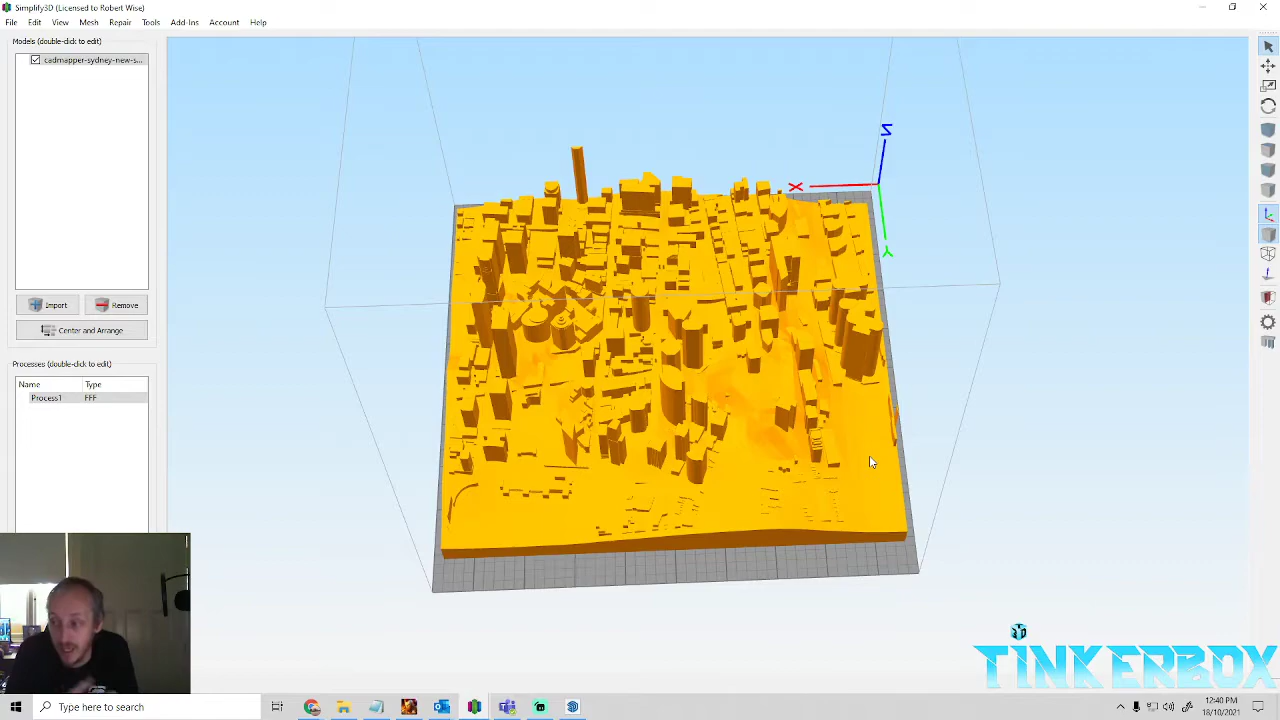 Simplify3D (Licensed to Robert Wise)
File Edit View Mesh Repair Tools Add-Ins Account Help
Models (double-click to edit)
cadmapper-sydney-new-s...
Import Remove
Center and Arrange
Processes (double-click to edit)
Name Type
Process1 FFF
Z
X
Y
TINKERBOX
Type here to search
12:40 PM
18/10/2021